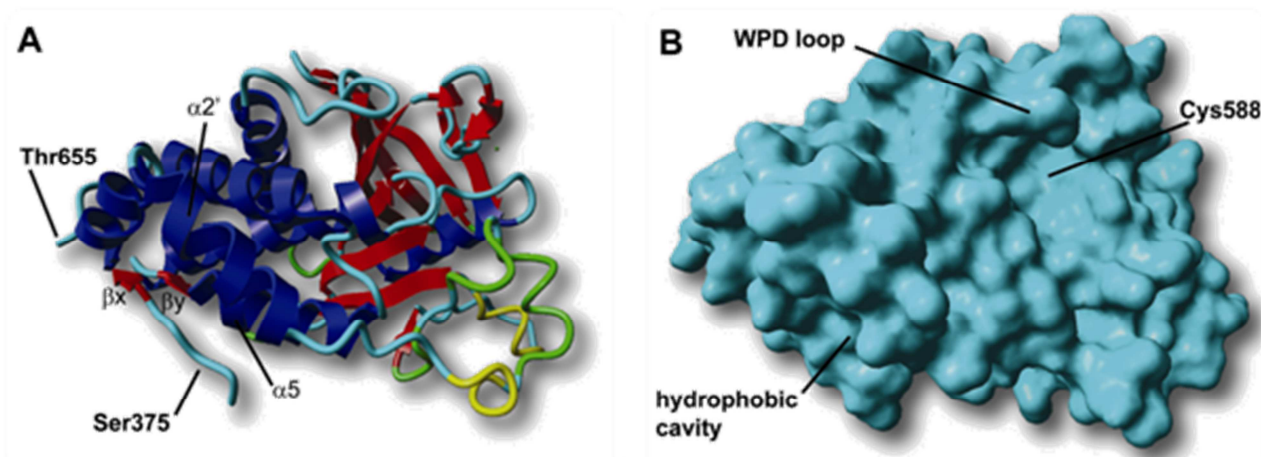 A
α2'
Thr655
βx
βy
α5
Ser375
B
WPD loop
Cys588
hydrophobic
cavity